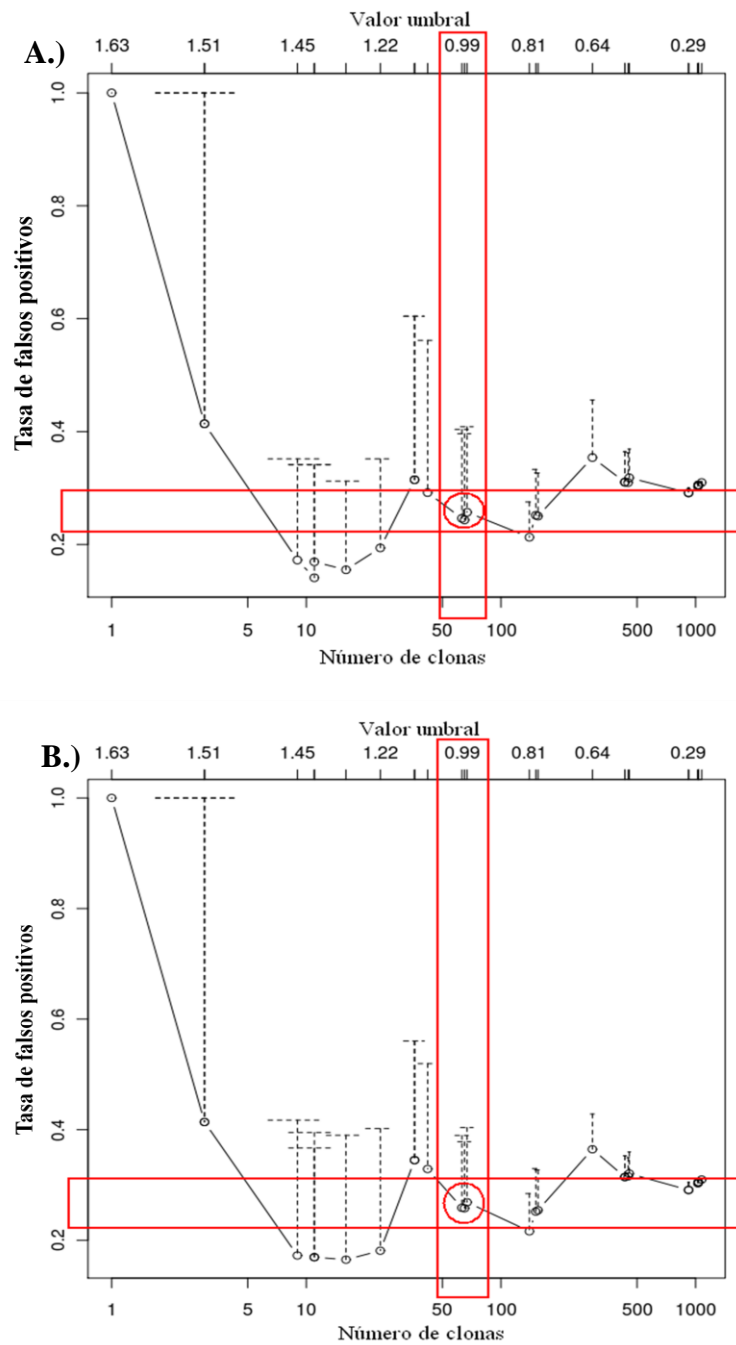 Valor umbral
A.)
1.63 1.51 1.45 1.22 0.99 0.81 0.64 0.29
Tasa de falsos positivos
1.0
0.8
0.6
0.4
0.2
1 5 10 50 100 500 1000
Número de clonas
Valor umbral
B.)
1.63 1.51 1.45 1.22 0.99 0.81 0.64 0.29
Tasa de falsos positivos
1.0
0.8
0.6
0.4
0.2
1 5 10 50 100 500 1000
Número de clonas